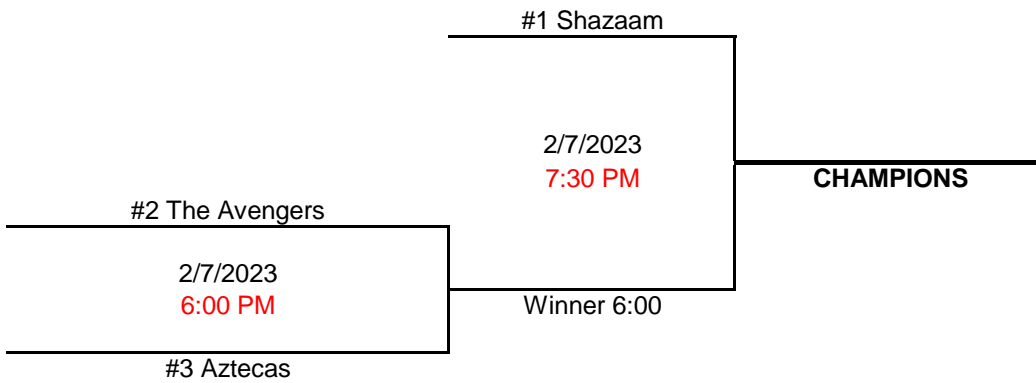 #1 Shazaam
2/7/2023
7:30 PM
CHAMPIONS
#2 The Avengers
2/7/2023
6:00 PM
Winner 6:00
#3 Aztecas